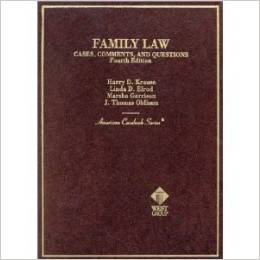 FAMILY LAW
CASES, COMMENTS, AND QUESTIONS
Fourth Edition
Harry D. Krause
Linda D. Elrod
Marsha Garrison
J. Thomas Oldham
American Casebook Series®
WEST
GROUP